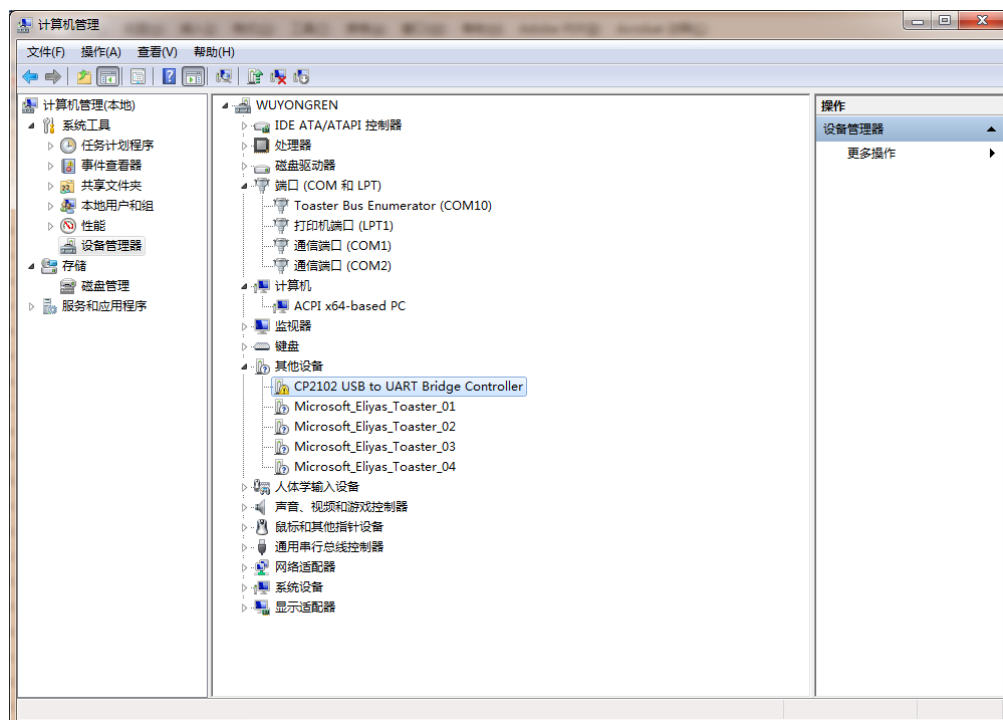 计算机管理
文件(F) 操作(A) 查看(V) 帮助(H)
计算机管理(本地)
系统工具
任务计划程序
事件查看器
共享文件夹
本地用户和组
性能
设备管理器
存储
磁盘管理
服务和应用程序
WUYONGREN
IDE ATA/ATAPI 控制器
处理器
磁盘驱动器
端口 (COM 和 LPT)
Toaster Bus Enumerator (COM10)
打印机端口 (LPT1)
通信端口 (COM1)
通信端口 (COM2)
计算机
ACPI x64-based PC
监视器
键盘
其他设备
CP2102 USB to UART Bridge Controller
Microsoft_Eliyas_Toaster_01
Microsoft_Eliyas_Toaster_02
Microsoft_Eliyas_Toaster_03
Microsoft_Eliyas_Toaster_04
人体学输入设备
声音、视频和游戏控制器
鼠标和其他指针设备
通用串行总线控制器
网络适配器
系统设备
显示适配器
操作
设备管理器
更多操作